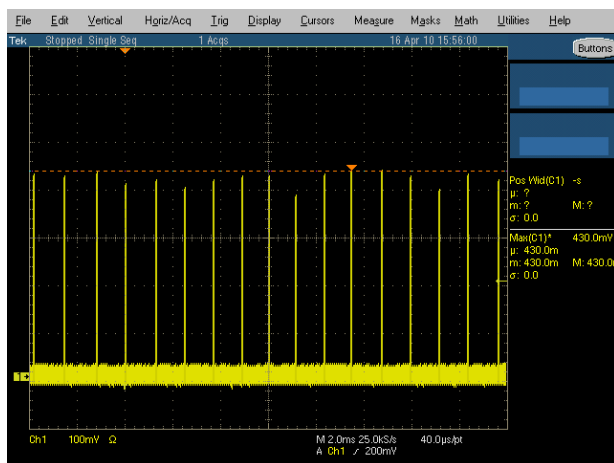 File Edit Vertical Horiz/Acq Trig Display Cursors Measure Masks Math Utilities Help
Tek Stopped Single Seq 1 Acqs 16 Apr 10 15:56:00 Buttons
Pos Wid(C1) -s
µ: ?
m: ? M: ?
σ: 0.0
Max(C1)* 430.0mV
µ: 430.0m
m: 430.0m M: 430.0m
σ: 0.0
1
Ch1 100mV Ω M 2.0ms 25.0kS/s 40.0µs/pt
A Ch1 200mV